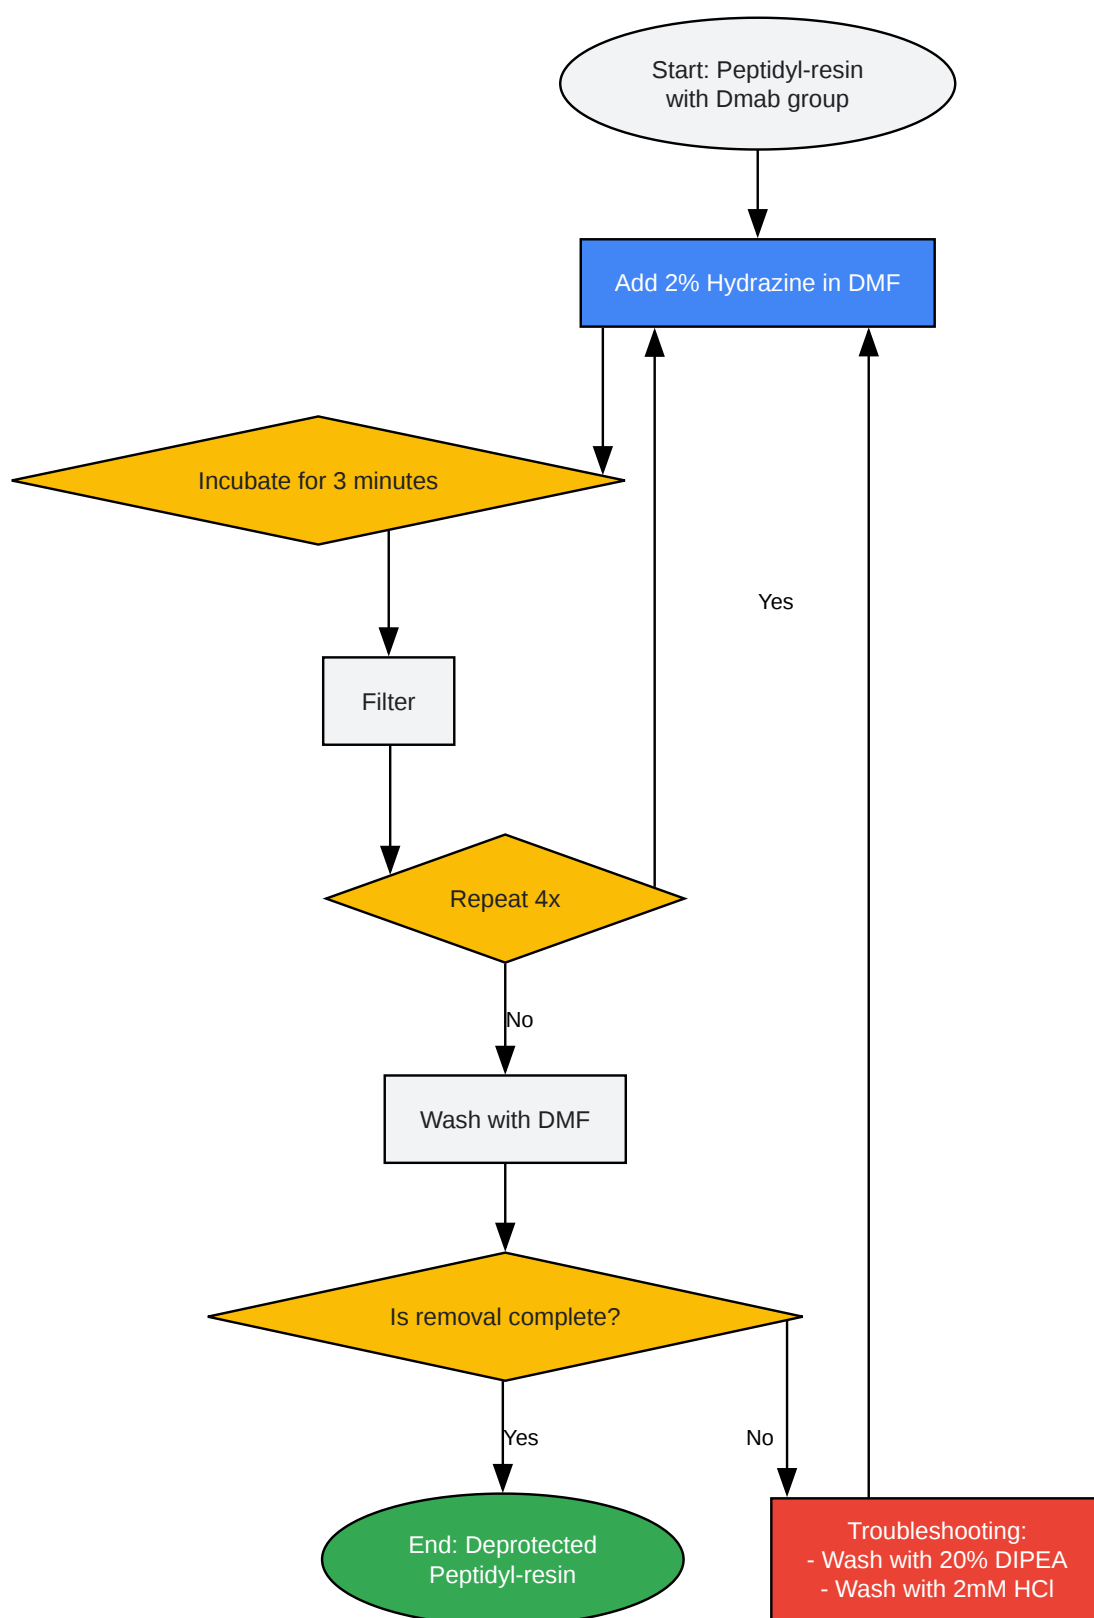 Start: Peptidyl-resin
with Dmab group
Add 2% Hydrazine in DMF
Incubate for 3 minutes
Yes
Filter
Repeat 4x
No
Wash with DMF
Is removal complete?
Yes
No
End: Deprotected
Peptidyl-resin
Troubleshooting:
- Wash with 20% DIPEA
- Wash with 2mM HCl